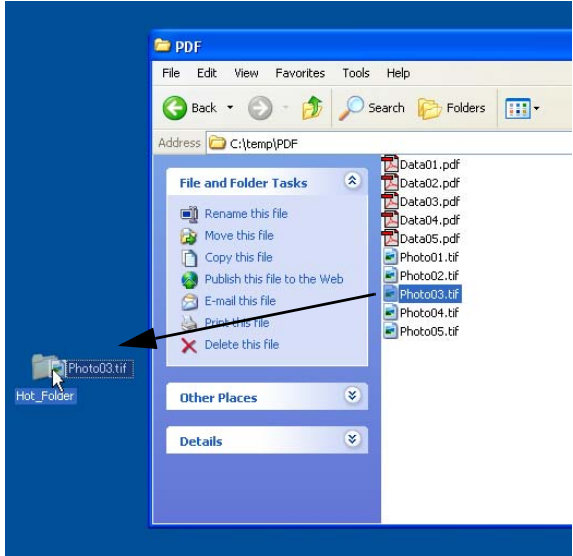 PDF
File Edit View Favorites Tools Help
Back Search Folders
Address C:\temp\PDF
File and Folder Tasks
Rename this file
Move this file
Copy this file
Publish this file to the Web
E-mail this file
Print this file
Delete this file
Other Places
Details
Data01.pdf
Data02.pdf
Data03.pdf
Data04.pdf
Data05.pdf
Photo01.tif
Photo02.tif
Photo03.tif
Photo04.tif
Photo05.tif
Photo03.tif
Hot_Folder